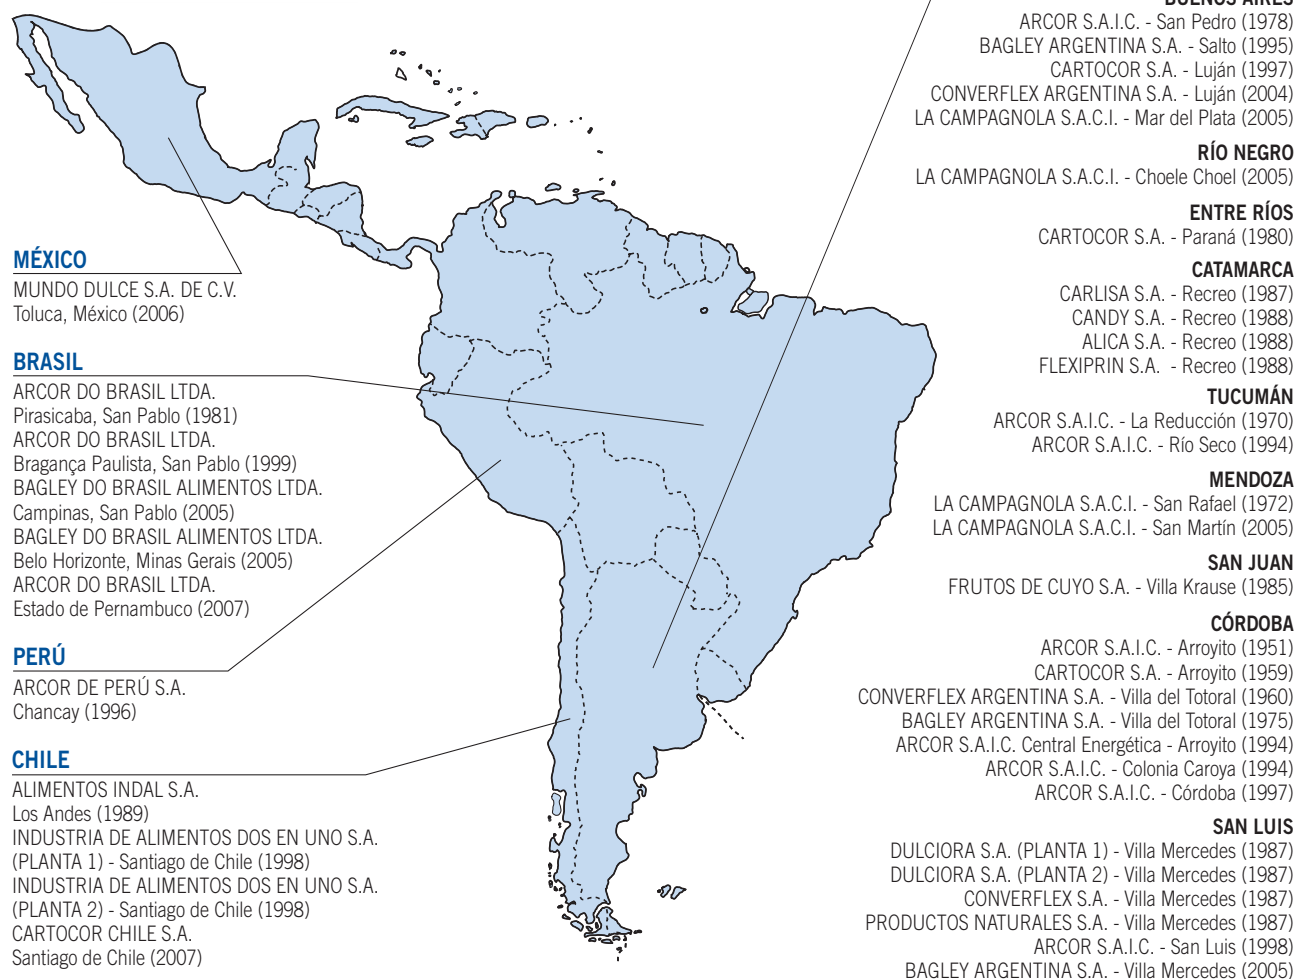 MÉXICO
MUNDO DULCE S.A. DE C.V.
Toluca, México (2006)
BRASIL
ARCOR DO BRASIL LTDA.
Pirasicaba, San Pablo (1981)
ARCOR DO BRASIL LTDA.
Bragança Paulista, San Pablo (1999)
BAGLEY DO BRASIL ALIMENTOS LTDA.
Campinas, San Pablo (2005)
BAGLEY DO BRASIL ALIMENTOS LTDA.
Belo Horizonte, Minas Gerais (2005)
ARCOR DO BRASIL LTDA.
Estado de Pernambuco (2007)
PERÚ
ARCOR DE PERÚ S.A.
Chancay (1996)
CHILE
ALIMENTOS INDAL S.A.
Los Andes (1989)
INDUSTRIA DE ALIMENTOS DOS EN UNO S.A.
(PLANTA 1) - Santiago de Chile (1998)
INDUSTRIA DE ALIMENTOS DOS EN UNO S.A.
(PLANTA 2) - Santiago de Chile (1998)
CARTOCOR CHILE S.A.
Santiago de Chile (2007)
BUENOS AIRES
ARCOR S.A.I.C. - San Pedro (1978)
BAGLEY ARGENTINA S.A. - Salto (1995)
CARTOCOR S.A. - Luján (1997)
CONVERFLEX ARGENTINA S.A. - Luján (2004)
LA CAMPAGNOLA S.A.C.I. - Mar del Plata (2005)
RÍO NEGRO
LA CAMPAGNOLA S.A.C.I. - Choele Choel (2005)
ENTRE RÍOS
CARTOCOR S.A. - Paraná (1980)
CATAMARCA
CARLISA S.A. - Recreo (1987)
CANDY S.A. - Recreo (1988)
ALICA S.A. - Recreo (1988)
FLEXIPRIN S.A. - Recreo (1988)
TUCUMÁN
ARCOR S.A.I.C. - La Reducción (1970)
ARCOR S.A.I.C. - Río Seco (1994)
MENDOZA
LA CAMPAGNOLA S.A.C.I. - San Rafael (1972)
LA CAMPAGNOLA S.A.C.I. - San Martín (2005)
SAN JUAN
FRUTOS DE CUYO S.A. - Villa Krause (1985)
CÓRDOBA
ARCOR S.A.I.C. - Arroyito (1951)
CARTOCOR S.A. - Arroyito (1959)
CONVERFLEX ARGENTINA S.A. - Villa del Totoral (1960)
BAGLEY ARGENTINA S.A. - Villa del Totoral (1975)
ARCOR S.A.I.C. Central Energética - Arroyito (1994)
ARCOR S.A.I.C. - Colonia Caroya (1994)
ARCOR S.A.I.C. - Córdoba (1997)
SAN LUIS
DULCIORA S.A. (PLANTA 1) - Villa Mercedes (1987)
DULCIORA S.A. (PLANTA 2) - Villa Mercedes (1987)
CONVERFLEX S.A. - Villa Mercedes (1987)
PRODUCTOS NATURALES S.A. - Villa Mercedes (1987)
ARCOR S.A.I.C. - San Luis (1998)
BAGLEY ARGENTINA S.A. - Villa Mercedes (2005)